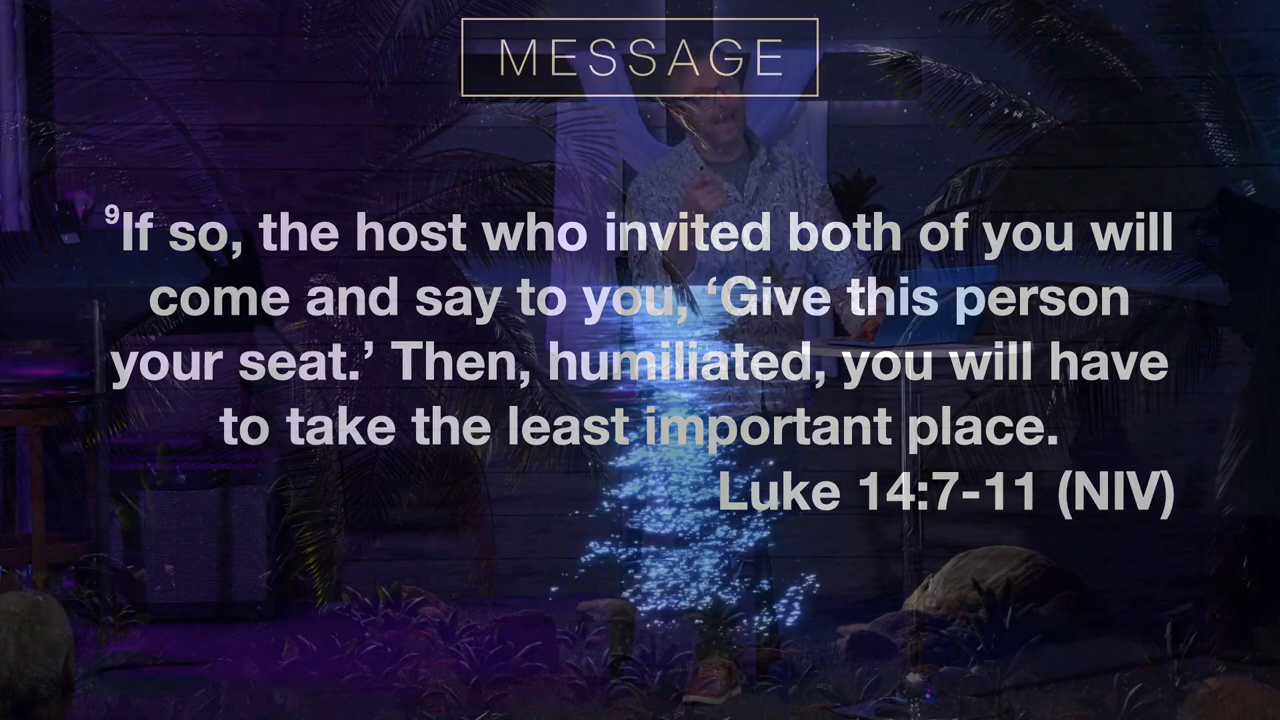 MESSAGE
⁹If so, the host who invited both of you will
come and say to you, ‘Give this person
your seat.’ Then, humiliated, you will have
to take the least important place.
Luke 14:7-11 (NIV)